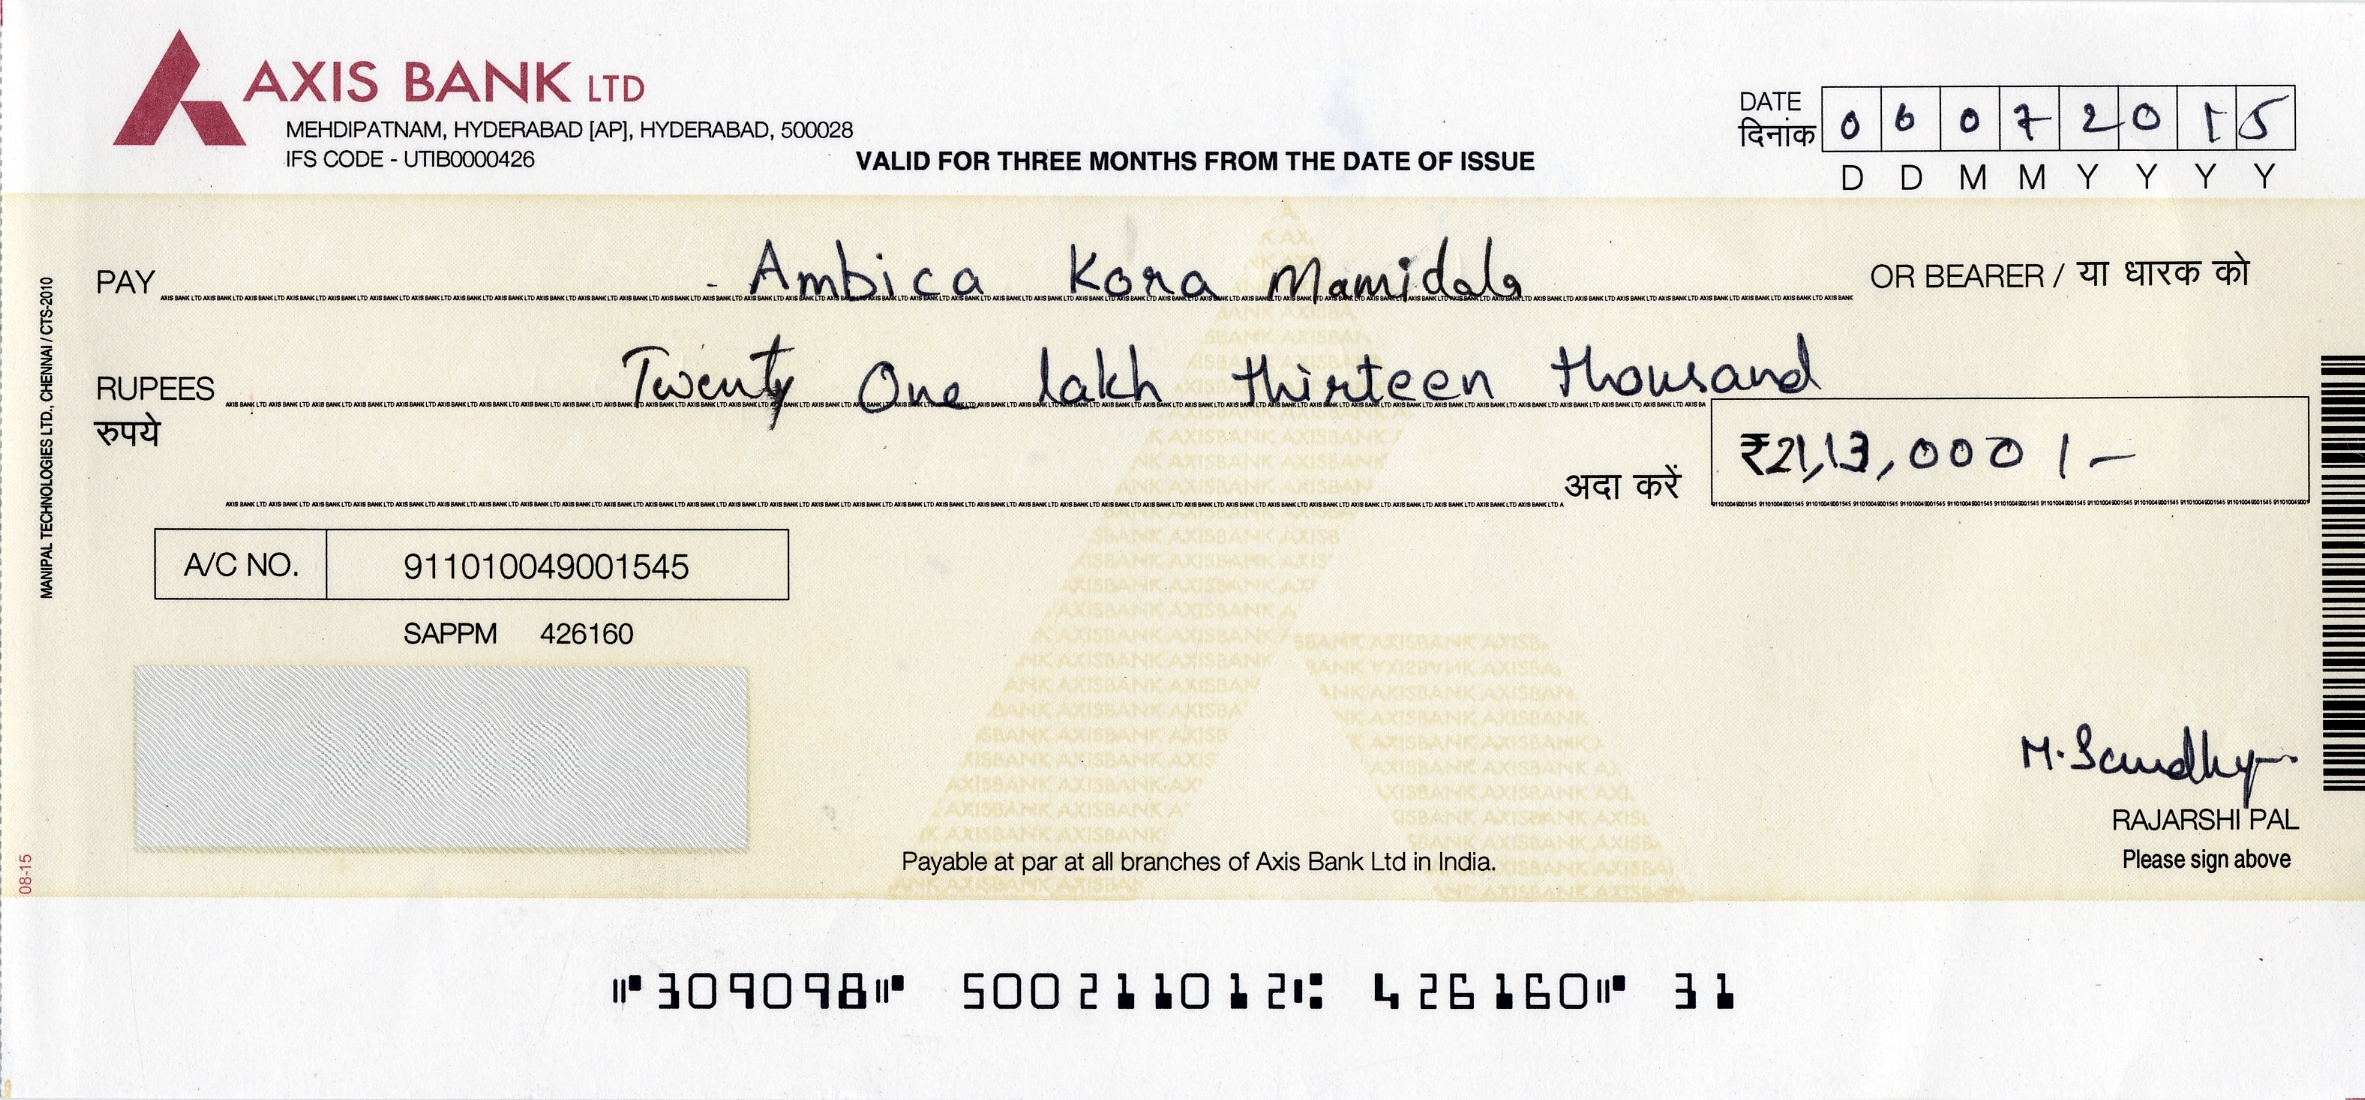 AXIS BANK LTD
MEHDIPATNAM, HYDERABAD [AP], HYDERABAD, 500028
IFS CODE - UTIB0000426
VALID FOR THREE MONTHS FROM THE DATE OF ISSUE
DATE
दिनांक
0 6 0 7 2 0 1 5
D D M M Y Y Y Y
PAY Ambica Kora Mamidala OR BEARER / या धारक को
RUPEES Twenty One lakh thirteen thousand
रुपये
अदा करें ₹21,13,000/-
A/C NO. 911010049001545
SAPPM 426160
VOID
M. Sandhya
RAJARSHI PAL
Please sign above
Payable at par at all branches of Axis Bank Ltd in India.
⑈309098⑈ 500211012⑆ 426160⑈ 31
MANIPAL TECHNOLOGIES LTD., CHENNAI / CTS-2010
08-15